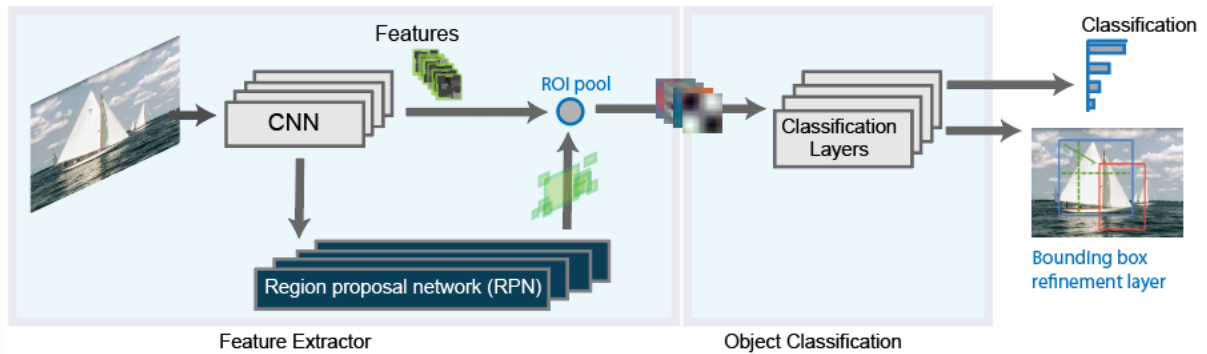 Features
Classification
ROI pool
CNN
Classification
Layers
Region proposal network (RPN)
Bounding box
refinement layer
Feature Extractor
Object Classification